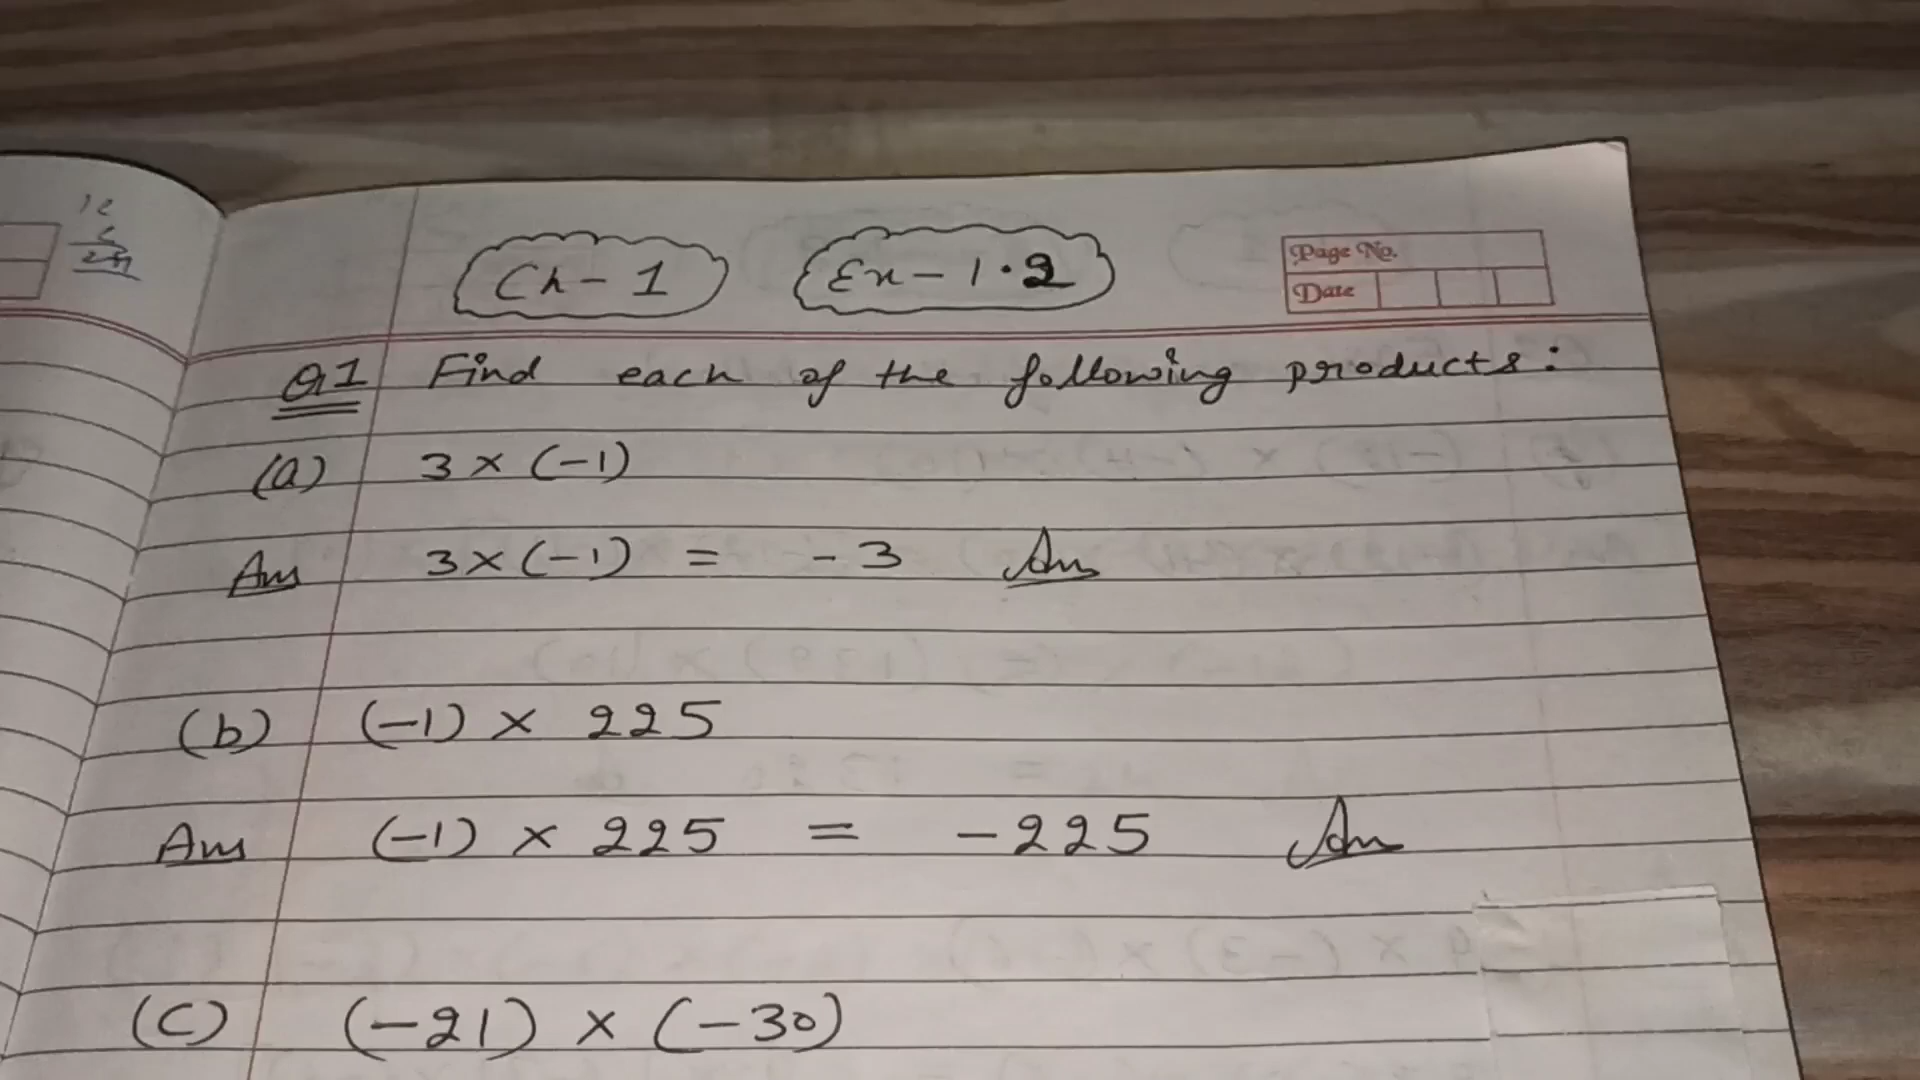 Ch - 1 Ex - 1.2
Page No.
Date
Q1 Find each of the following products:
(a) 3 × (-1)
Ans 3 × (-1) = - 3 Ans
(b) (-1) × 225
Ans (-1) × 225 = -225 Ans
(c) (-21) × (-30)